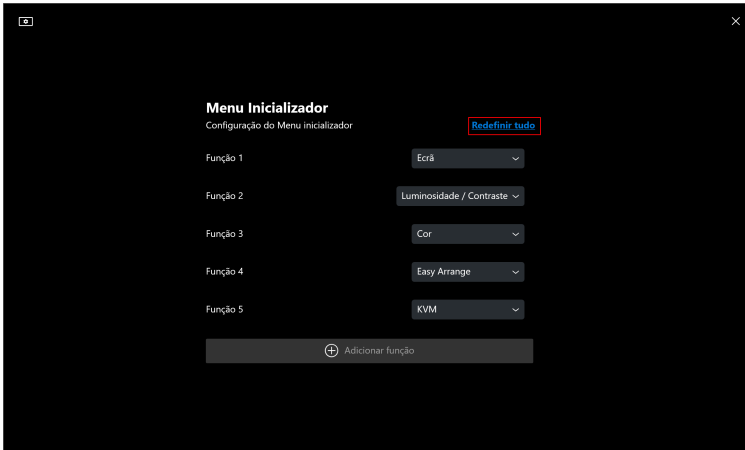 Menu Inicializador
Configuração do Menu inicializador Redefinir tudo
Função 1 Ecrã
Função 2 Luminosidade / Contraste
Função 3 Cor
Função 4 Easy Arrange
Função 5 KVM
Adicionar função